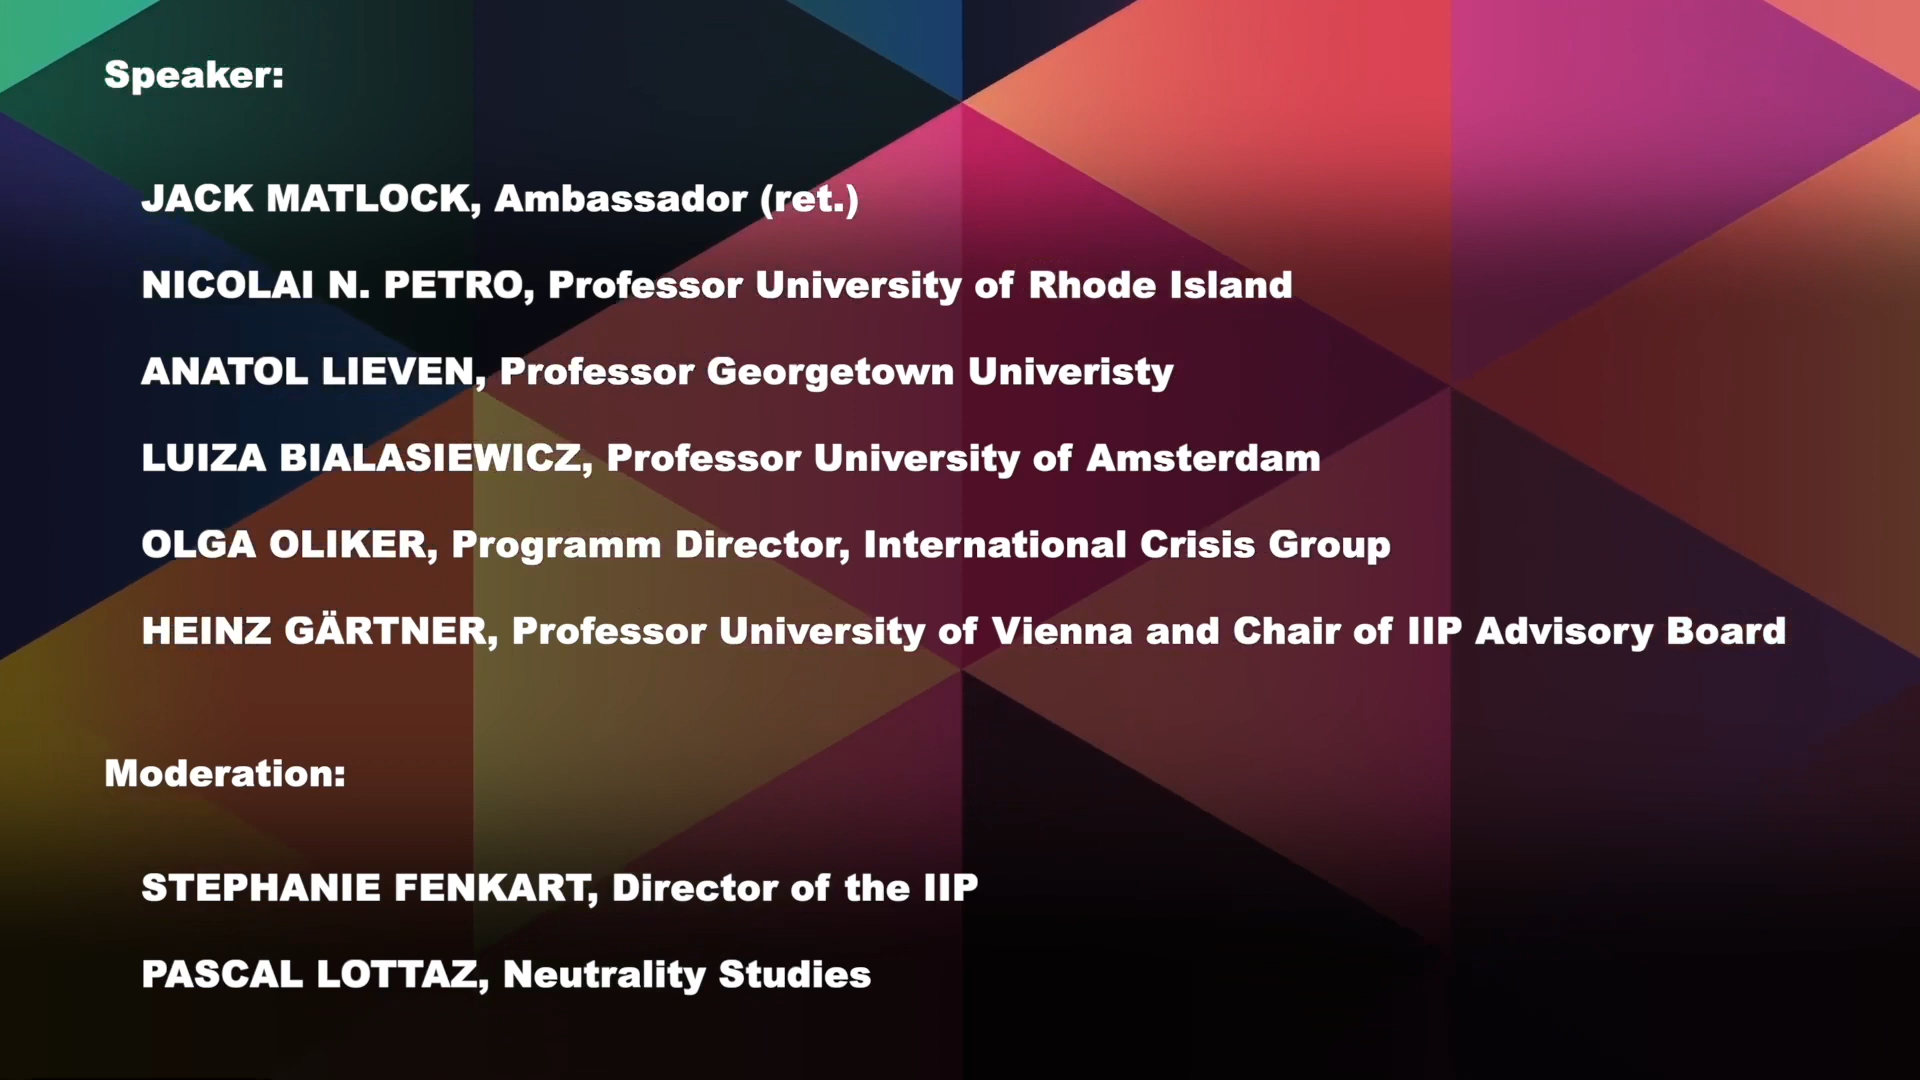 Speaker:
JACK MATLOCK, Ambassador (ret.)
NICOLAI N. PETRO, Professor University of Rhode Island
ANATOL LIEVEN, Professor Georgetown Univeristy
LUIZA BIALASIEWICZ, Professor University of Amsterdam
OLGA OLIKER, Programm Director, International Crisis Group
HEINZ GÄRTNER, Professor University of Vienna and Chair of IIP Advisory Board
Moderation:
STEPHANIE FENKART, Director of the IIP
PASCAL LOTTAZ, Neutrality Studies